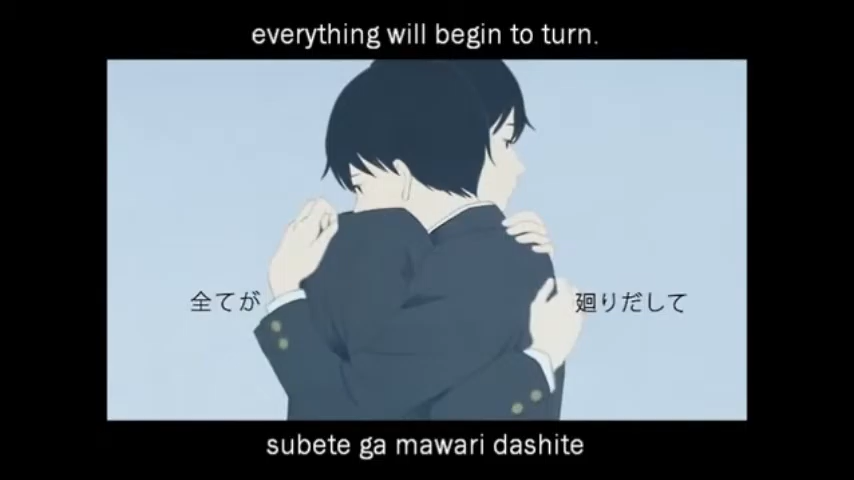 everything will begin to turn.
全てが 廻りだして
subete ga mawari dashite